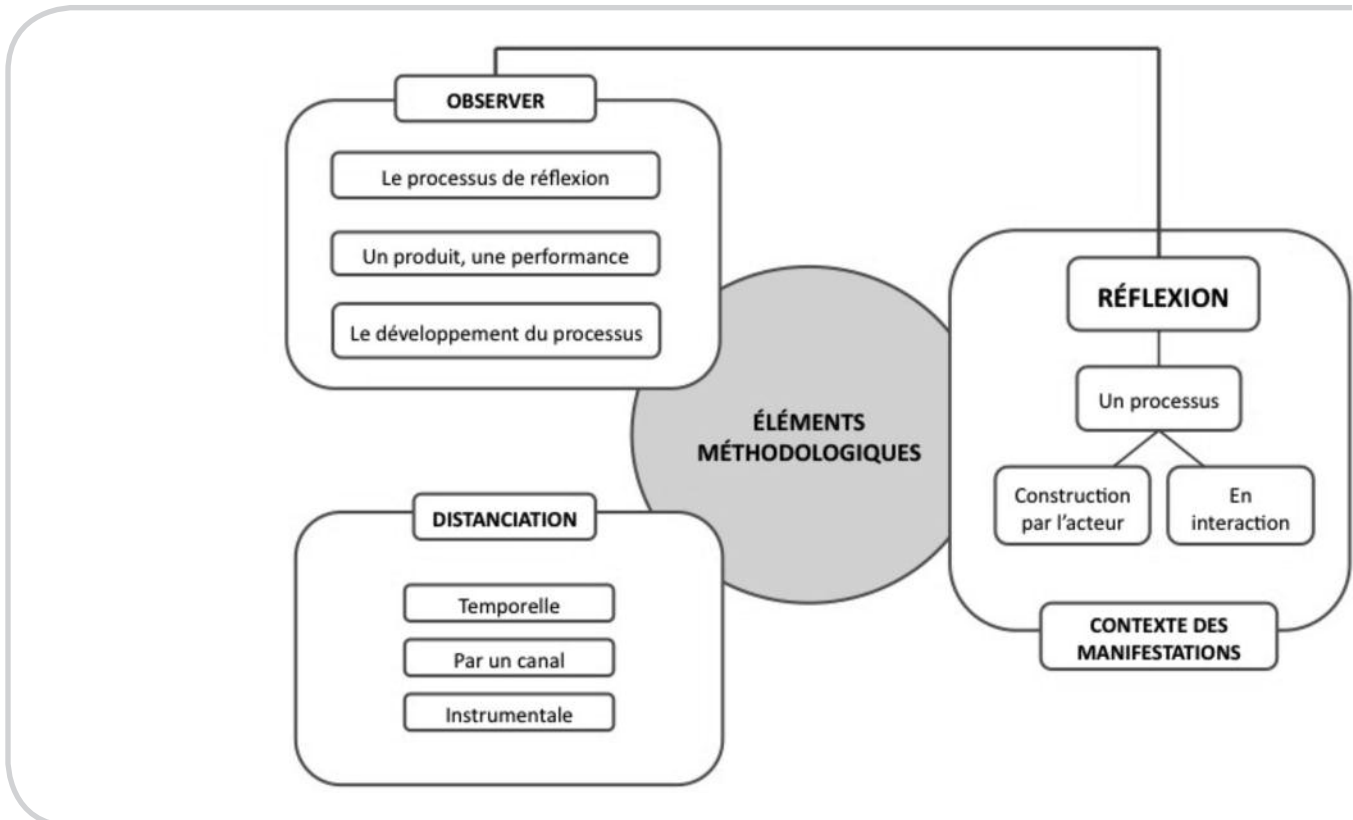 OBSERVER
Le processus de réflexion
Un produit, une performance
Le développement du processus
ÉLÉMENTS
MÉTHODOLOGIQUES
DISTANCIATION
Temporelle
Par un canal
Instrumentale
RÉFLEXION
Un processus
Construction
par l’acteur
En
interaction
CONTEXTE DES
MANIFESTATIONS